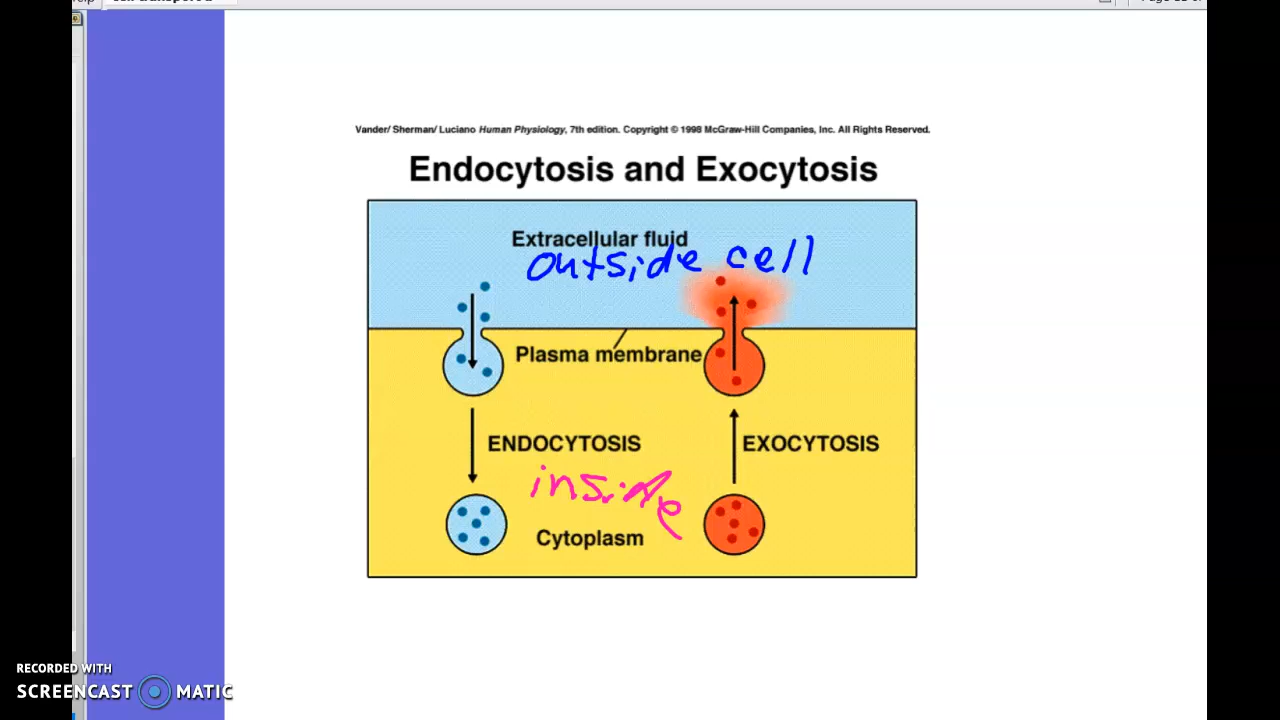 Vander/ Sherman/ Luciano Human Physiology, 7th edition. Copyright © 1998 McGraw-Hill Companies, Inc. All Rights Reserved.
Endocytosis and Exocytosis
Extracellular fluid
outside cell
Plasma membrane
ENDOCYTOSIS
EXOCYTOSIS
inside
Cytoplasm
RECORDED WITH
SCREENCAST MATIC